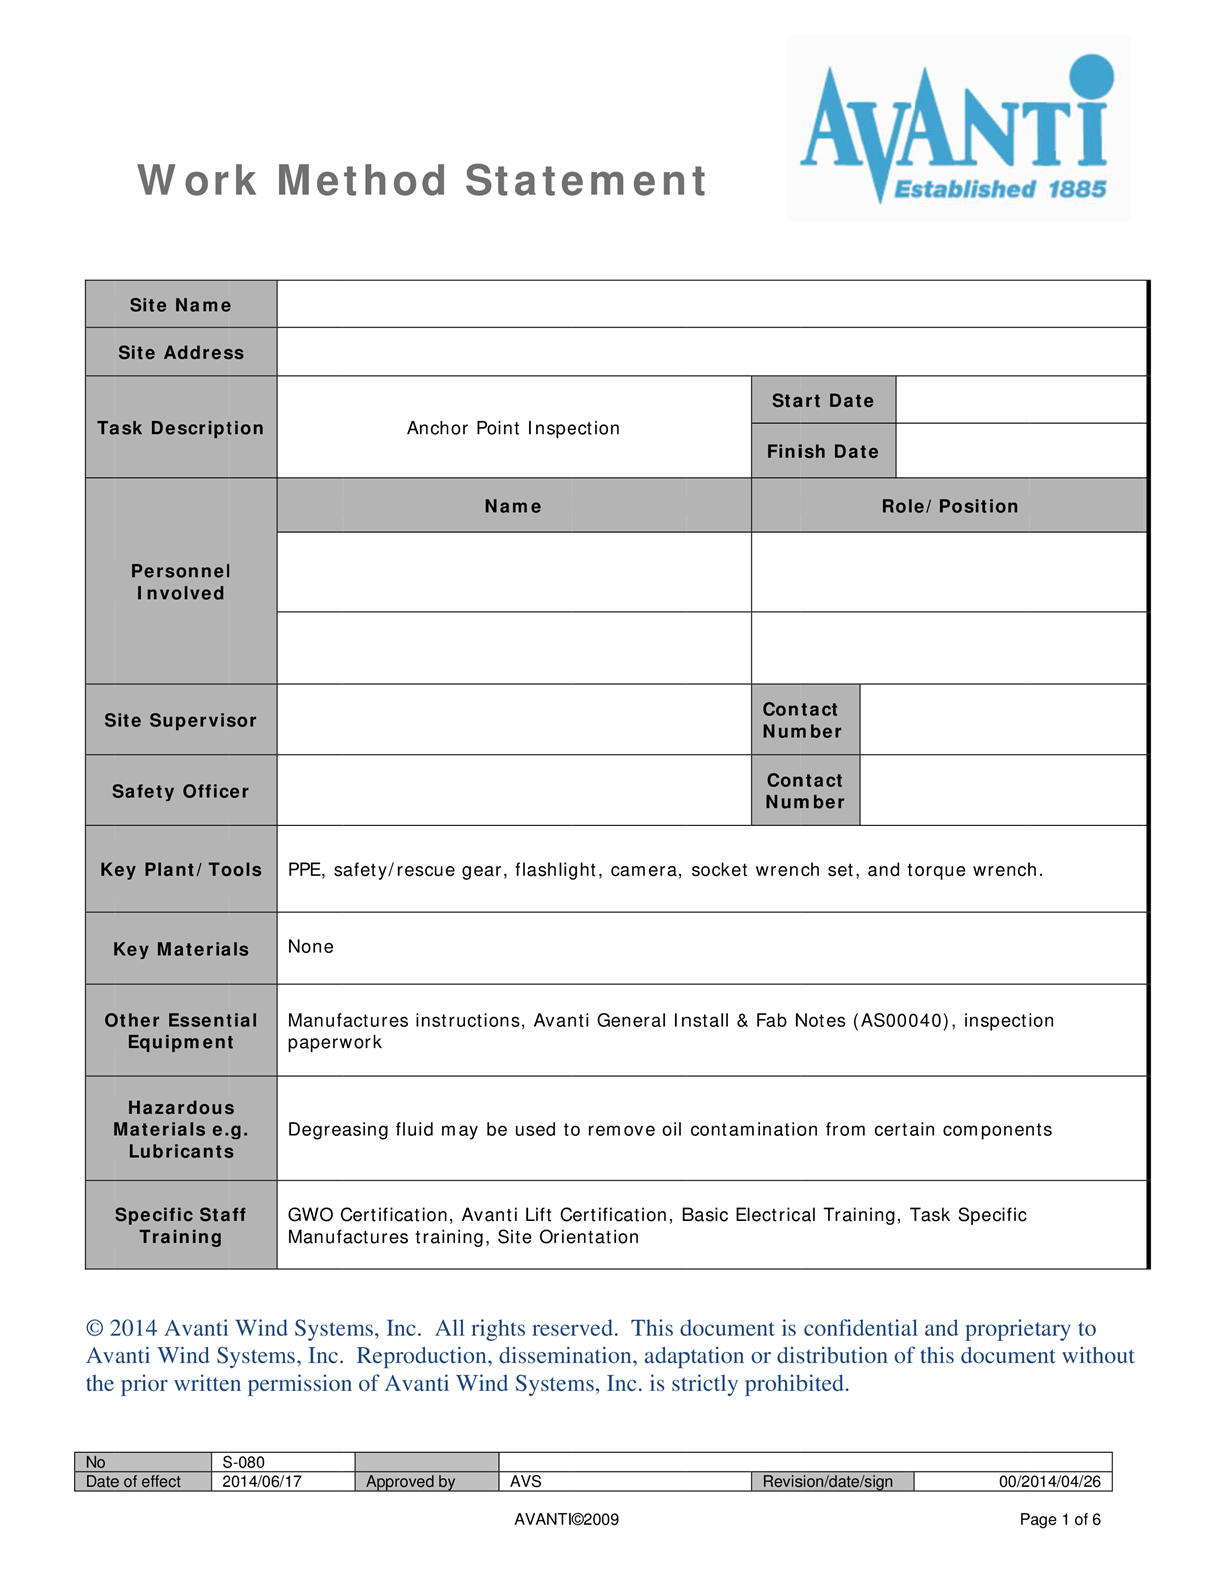 AVANTi
Established 1885
Work Method Statement
Site Name
Site Address
Task Description
Anchor Point Inspection
Start Date
Finish Date
Personnel
Involved
Name
Role/Position
Site Supervisor
Contact
Number
Safety Officer
Contact
Number
Key Plant/Tools
PPE, safety/rescue gear, flashlight, camera, socket wrench set, and torque wrench.
Key Materials
None
Other Essential
Equipment
Manufactures instructions, Avanti General Install & Fab Notes (AS00040), inspection
paperwork
Hazardous
Materials e.g.
Lubricants
Degreasing fluid may be used to remove oil contamination from certain components
Specific Staff
Training
GWO Certification, Avanti Lift Certification, Basic Electrical Training, Task Specific
Manufactures training, Site Orientation
© 2014 Avanti Wind Systems, Inc.  All rights reserved.  This document is confidential and proprietary to
Avanti Wind Systems, Inc.  Reproduction, dissemination, adaptation or distribution of this document without
the prior written permission of Avanti Wind Systems, Inc. is strictly prohibited.
No S-080
Date of effect 2014/06/17 Approved by AVS Revision/date/sign 00/2014/04/26
AVANTI©2009 Page 1 of 6